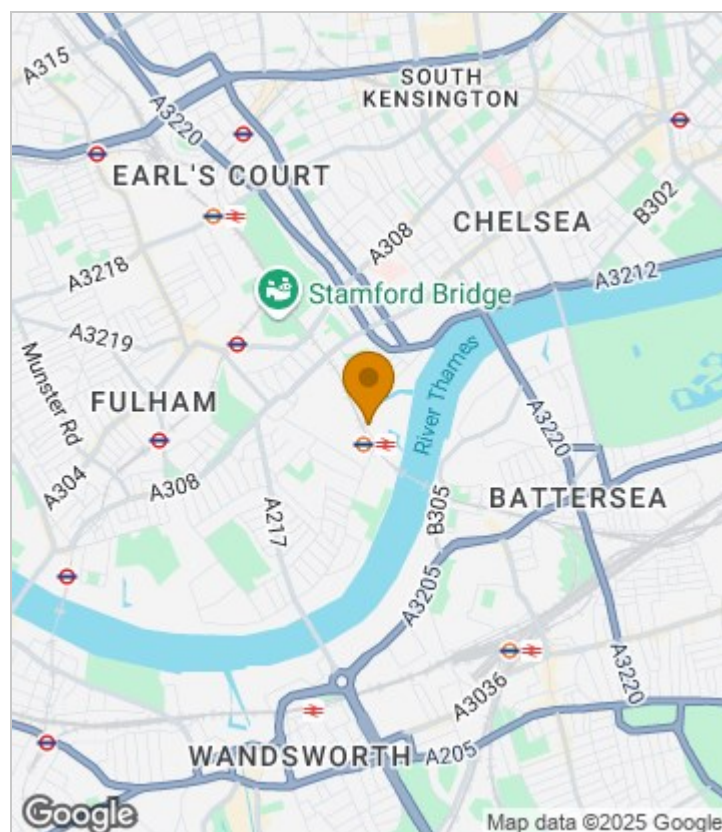 A315
SOUTH
KENSINGTON
A3220
EARL'S COURT
B302
CHELSEA
A308
A3218
A3212
Stamford Bridge
A3219
River Thames
Munster Rd
FULHAM
A3220
A304
A308
A217
B305
BATTERSEA
A3205
A3220
A3036
WANDSWORTH
A205
Google
Map data ©2025 Google